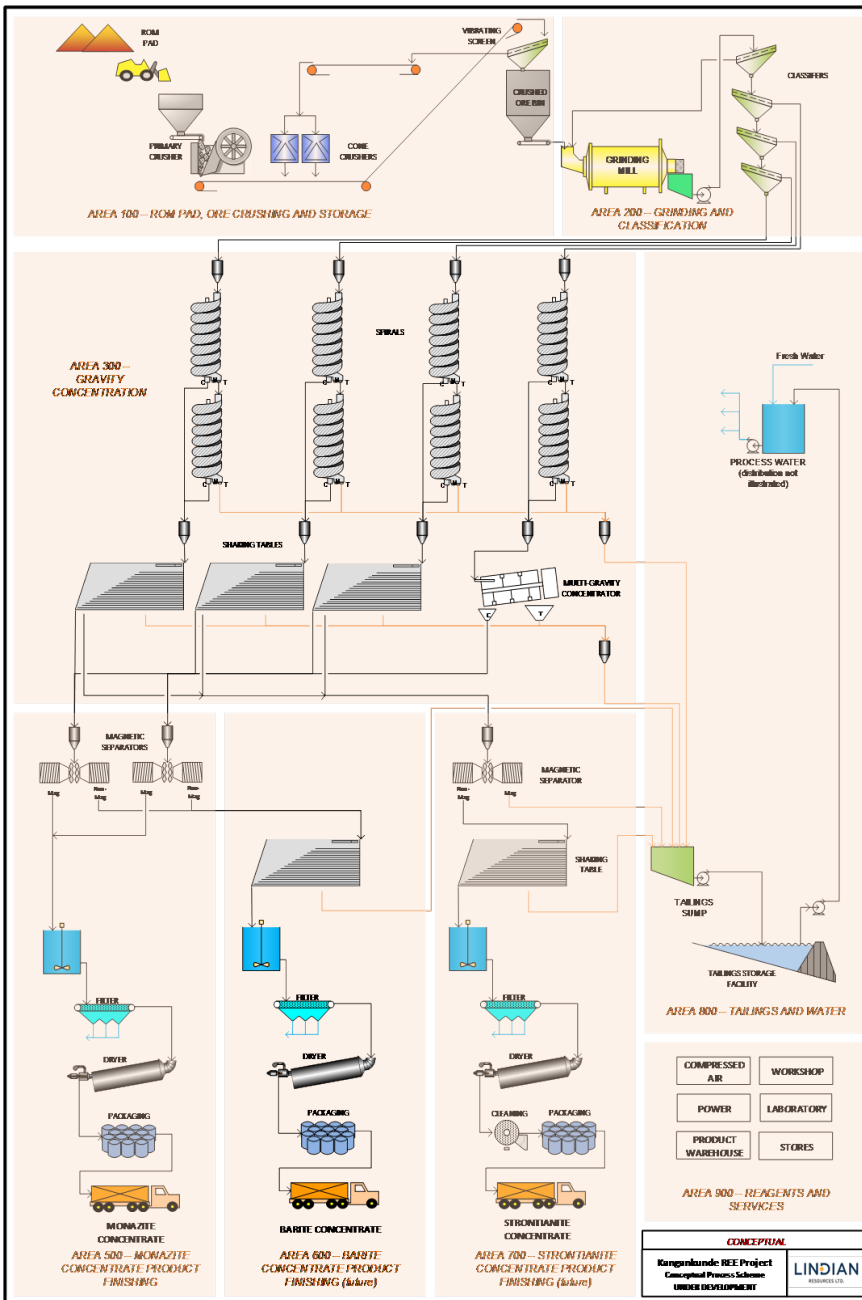 ROM
PAD
VIBRATING
SCREEN
CRUSHED
ORE BIN
CLASSIFERS
PRIMARY
CRUSHER
CONE
CRUSHERS
GRINDING
MILL
AREA 100 – ROM PAD, ORE CRUSHING AND STORAGE
AREA 200 – GRINDING AND
CLASSIFICATION
SPIRALS
AREA 300 –
GRAVITY
CONCENTRATION
C M T
C M T
C M T
C M T
C M T
C M T
C M T
C M T
Fresh Water
PROCESS WATER
(distribution not
illustrated)
SHAKING TABLES
MULTI-GRAVITY
CONCENTRATOR
C
T
MAGNETIC
SEPARATORS
Mag
Non-
Mag
Mag
Non-
Mag
MAGNETIC
SEPARATOR
Non-
Mag
Mag
SHAKING
TABLE
TAILINGS
SUMP
TAILINGS STORAGE
FACILITY
AREA 800 – TAILINGS AND WATER
FILTER
FILTER
FILTER
DRYER
DRYER
DRYER
PACKAGING
PACKAGING
CLEANING
PACKAGING
MONAZITE
CONCENTRATE
BARITE CONCENTRATE
STRONTIANITE
CONCENTRATE
AREA 500 – MONAZITE
CONCENTRATE PRODUCT
FINISHING
AREA 600 – BARITE
CONCENTRATE PRODUCT
FINISHING (future)
AREA 700 – STRONTIANITE
CONCENTRATE PRODUCT
FINISHING (future)
COMPRESSED
AIR
WORKSHOP
POWER
LABORATORY
PRODUCT
WAREHOUSE
STORES
AREA 900 – REAGENTS AND
SERVICES
CONCEPTUAL
Kangankunde REE Project
Conceptual Process Scheme
UNDER DEVELOPMENT
LINDIAN
RESOURCES LTD.